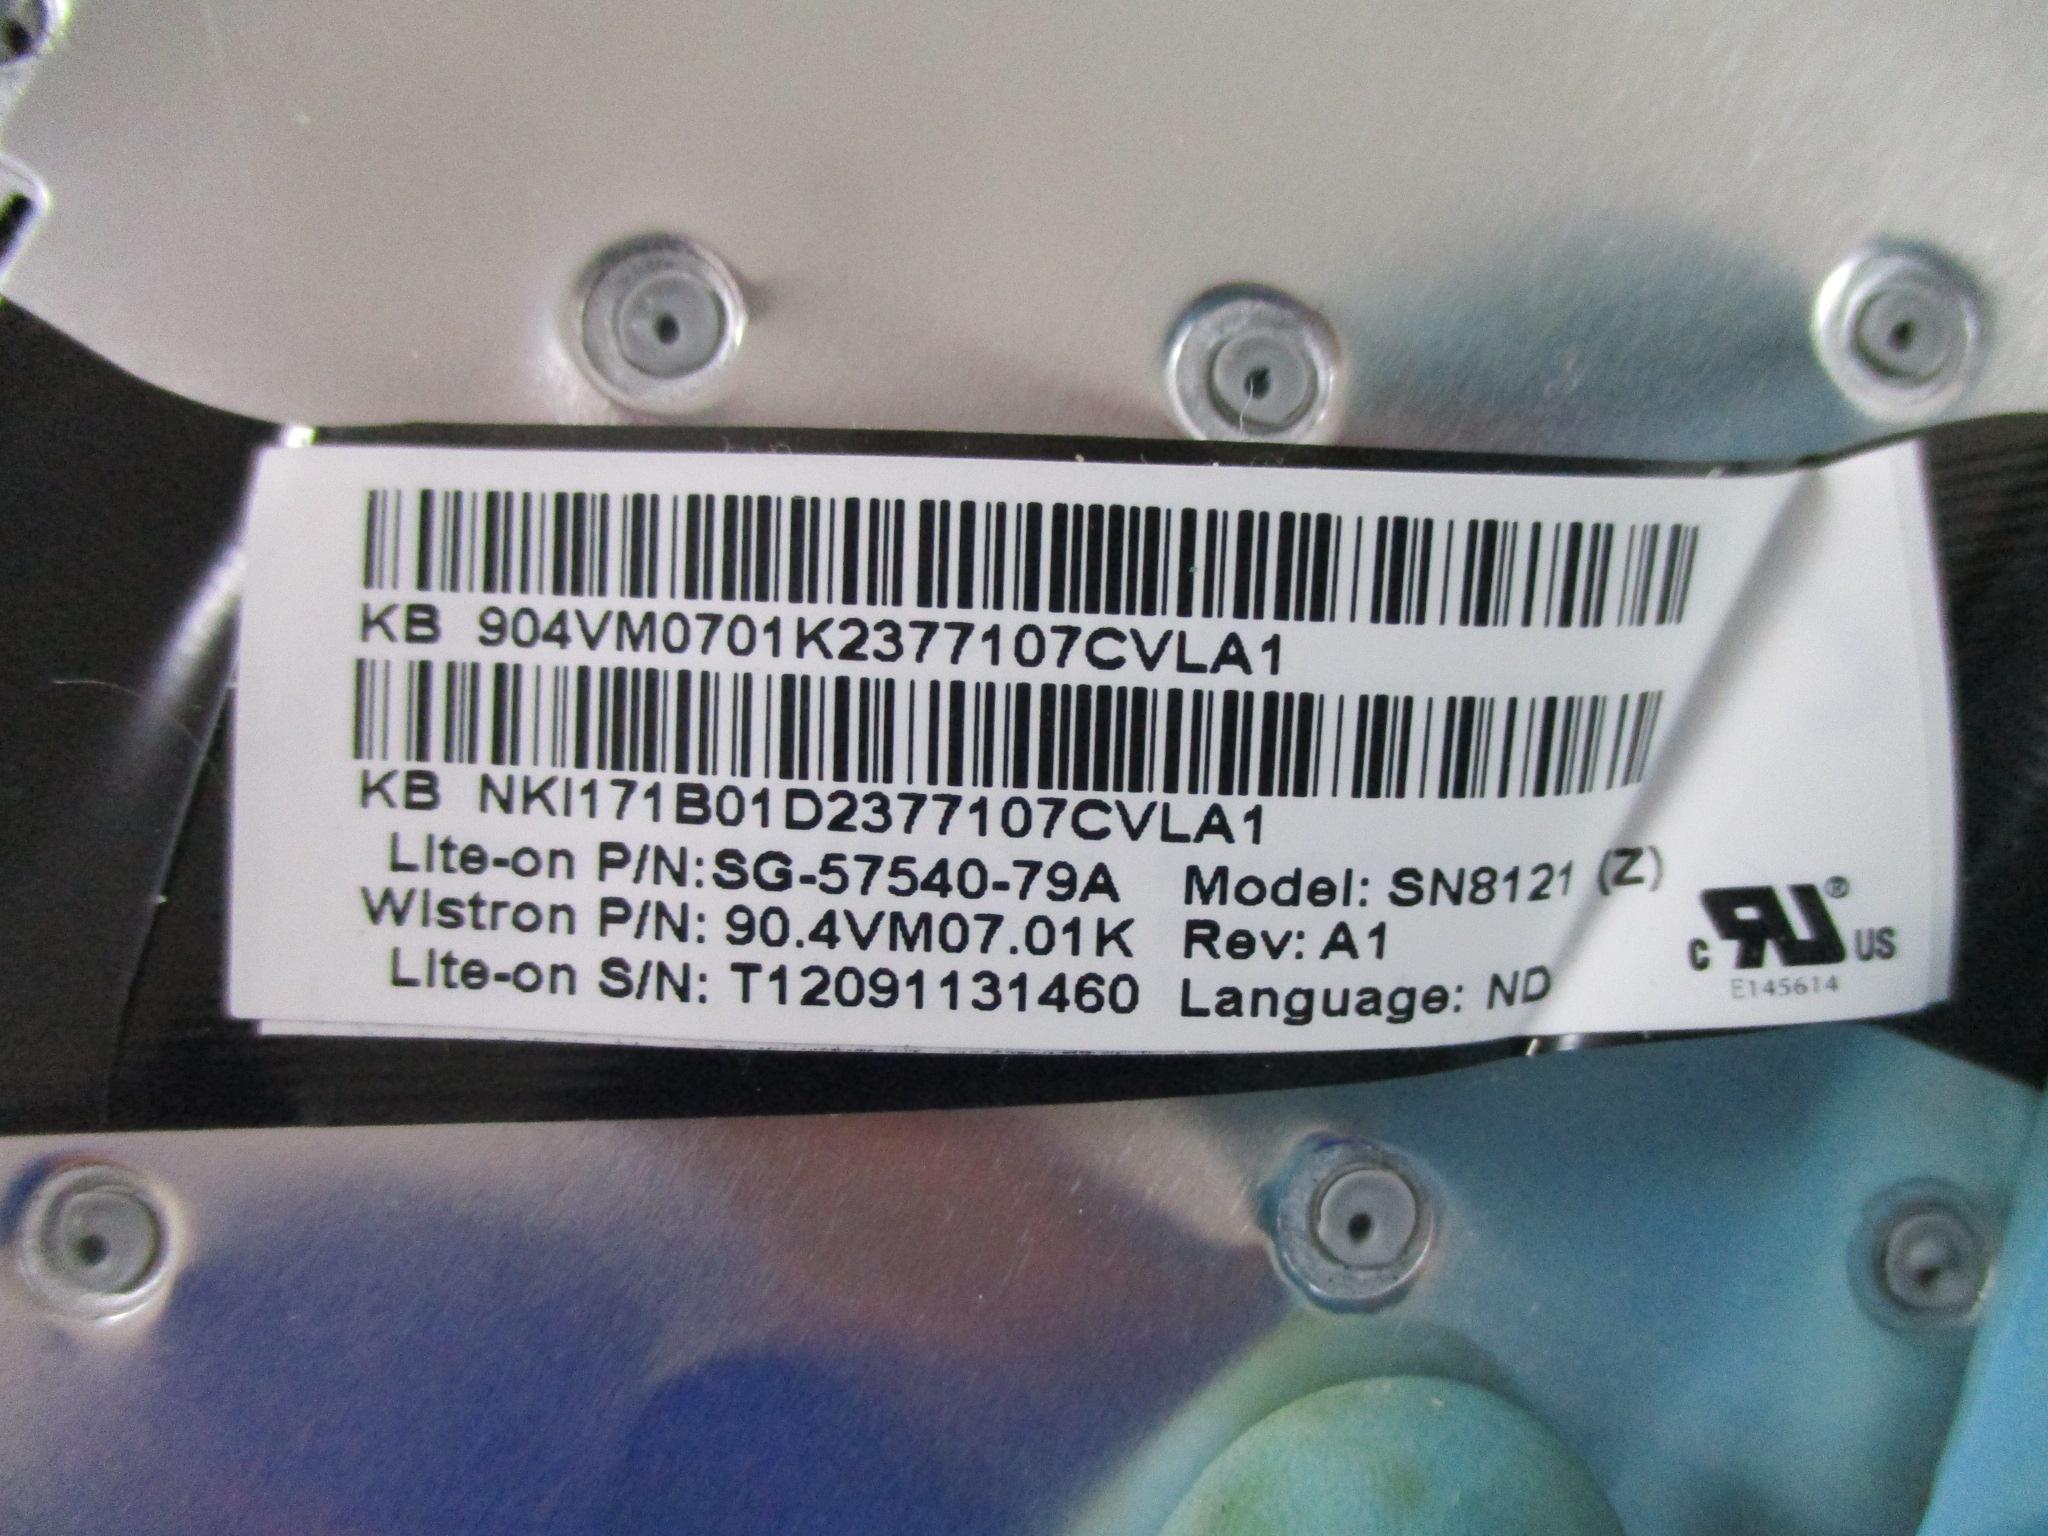 KB 904VM0701K2377107CVLA1
KB NKI171B01D2377107CVLA1
Lite-on P/N:SG-57540-79A Model: SN8121 (Z)
Wistron P/N: 90.4VM07.01K Rev: A1
Lite-on S/N: T12091131460 Language: ND
c RU ® US
E145614